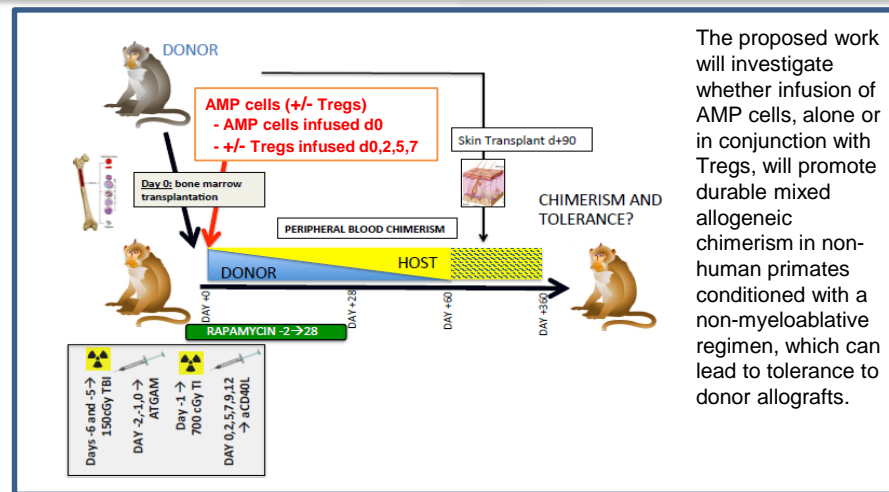 DONOR
AMP cells (+/- Tregs)
- AMP cells infused d0
- +/- Tregs infused d0,2,5,7
Skin Transplant d+90
Day 0: bone marrow
transplantation
CHIMERISM AND
TOLERANCE?
PERIPHERAL BLOOD CHIMERISM
HOST
DONOR
DAY +0
DAY +28
DAY +60
DAY +360
RAPAMYCIN -2→28
Days -6 and -5→
150cGy TBI
DAY -2,-1,0→
ATGAM
Day -1 →
700 cGy TI
DAY 0,2,5,7,9,12
→ aCD40L
The proposed work
will investigate
whether infusion of
AMP cells, alone or
in conjunction with
Tregs, will promote
durable mixed
allogeneic
chimerism in non-
human primates
conditioned with a
non-myeloablative
regimen, which can
lead to tolerance to
donor allografts.